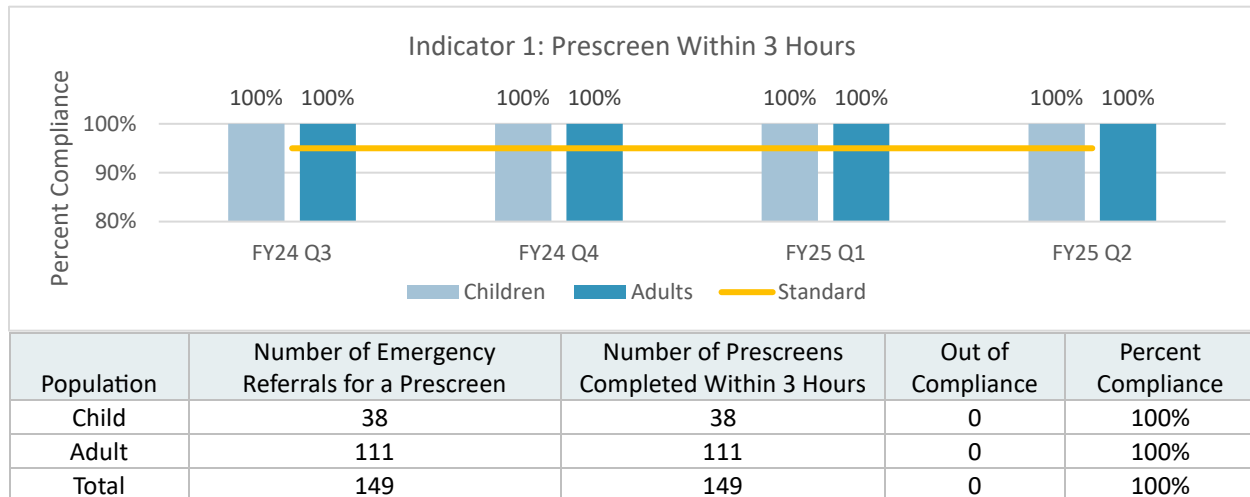 Indicator 1: Prescreen Within 3 Hours
Percent Compliance
100% 100% 100% 100% 100% 100% 100% 100%
100%
90%
80%
FY24 Q3 FY24 Q4 FY25 Q1 FY25 Q2
Children Adults Standard
Population Number of Emergency Referrals for a Prescreen Number of Prescreens Completed Within 3 Hours Out of Compliance Percent Compliance
Child 38 38 0 100%
Adult 111 111 0 100%
Total 149 149 0 100%